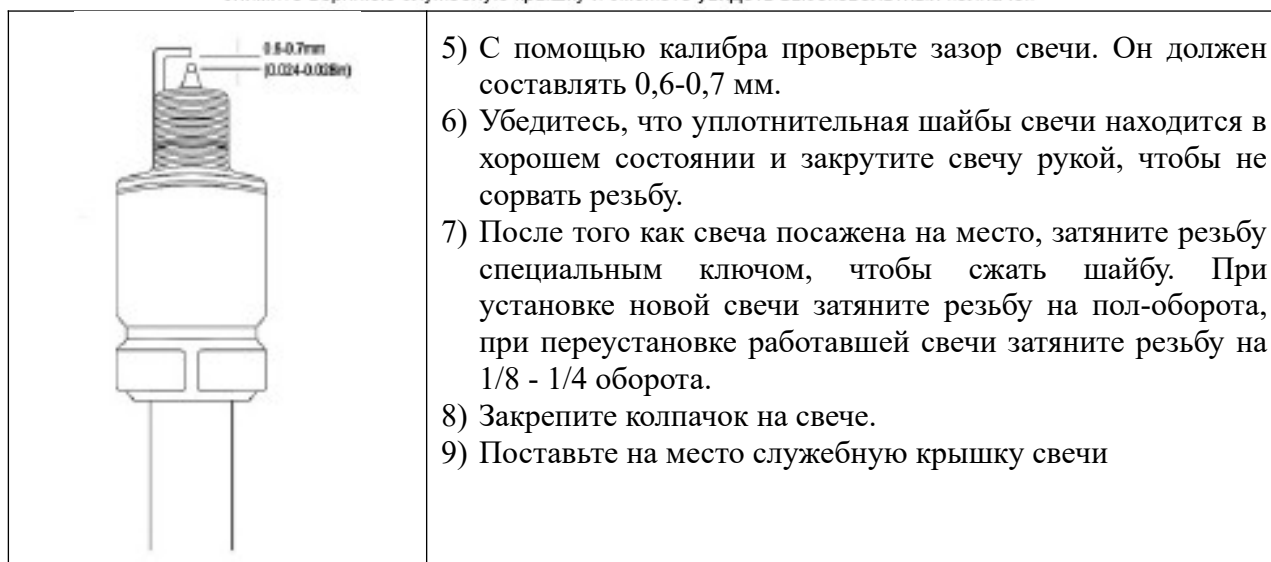 0.6-0.7mm
(0.024-0.028in)
5) С помощью калибра проверьте зазор свечи. Он должен
составлять 0,6-0,7 мм.
6) Убедитесь, что уплотнительная шайбы свечи находится в
хорошем состоянии и закрутите свечу рукой, чтобы не
сорвать резьбу.
7) После того как свеча посажена на место, затяните резьбу
специальным ключом, чтобы сжать шайбу. При
установке новой свечи затяните резьбу на пол-оборота,
при переустановке работавшей свечи затяните резьбу на
1/8 - 1/4 оборота.
8) Закрепите колпачок на свече.
9) Поставьте на место служебную крышку свечи